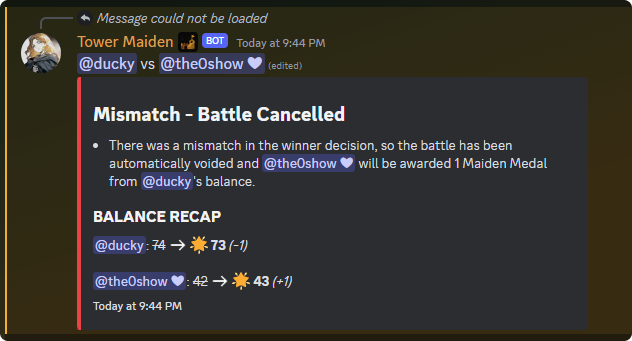 Message could not be loaded
Tower Maiden BOT Today at 9:44 PM
@ducky vs @the0show 🤍 (edited)
Mismatch - Battle Cancelled
• There was a mismatch in the winner decision, so the battle has been
automatically voided and @the0show 🤍 will be awarded 1 Maiden Medal
from @ducky's balance.
BALANCE RECAP
@ducky: 74 → 🌟 73 (-1)
@the0show 🤍: 42 → 🌟 43 (+1)
Today at 9:44 PM